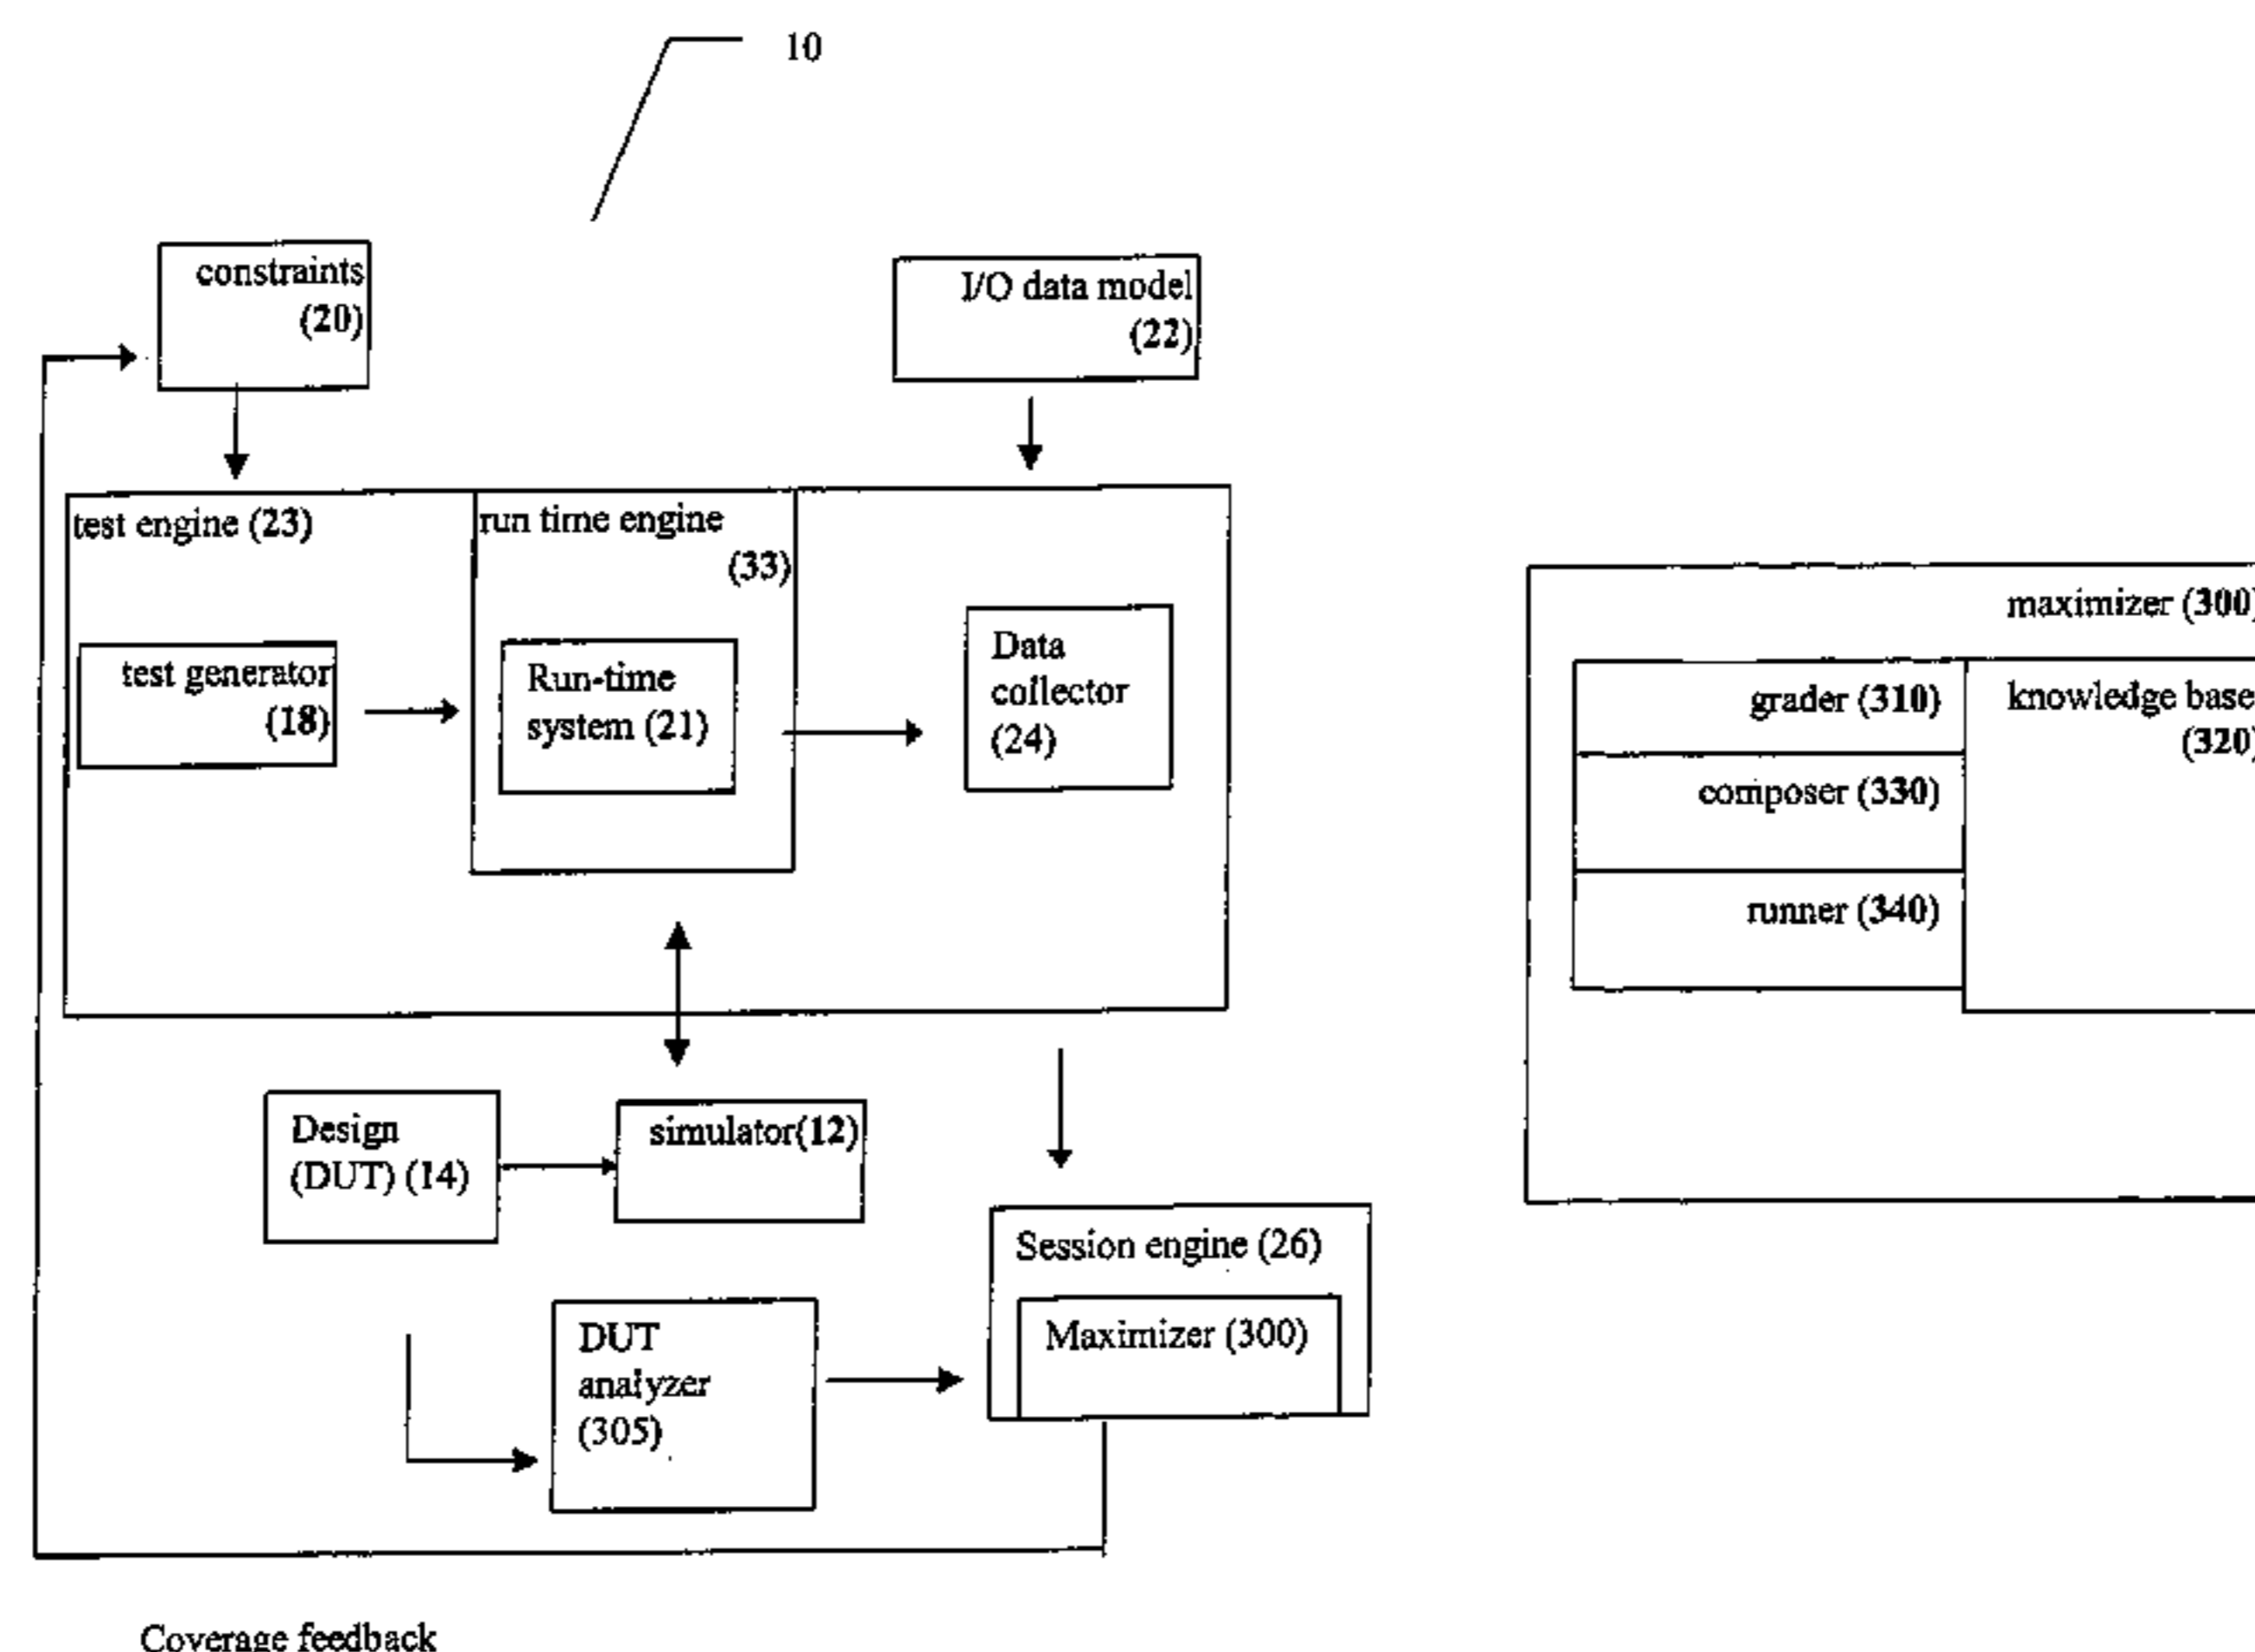 10
constraints
(20)
I/O data model
(22)
test engine (23)
run time engine
(33)
test generator
(18)
Run-time
system (21)
Data
collector
(24)
Design
(DUT) (14)
simulator(12)
Session engine (26)
Maximizer (300)
DUT
analyzer
(305)
Coverage feedback
maximizer (300)
grader (310)
knowledge base
(320)
composer (330)
runner (340)